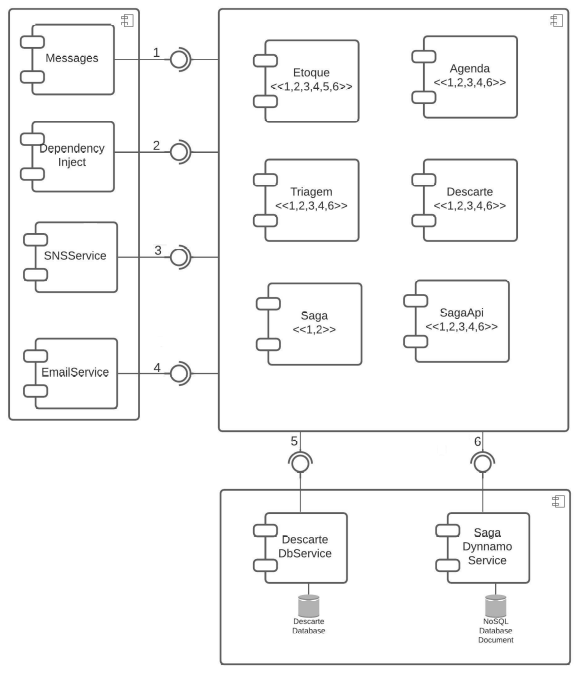 Messages
1
Dependency
Inject
2
SNSService
3
EmailService
4
Etoque
<<1,2,3,4,5,6>>
Agenda
<<1,2,3,4,6>>
Triagem
<<1,2,3,4,6>>
Descarte
<<1,2,3,4,6>>
Saga
<<1,2>>
SagaApi
<<1,2,3,4,6>>
5
6
Descarte
DbService
Descarte
Database
Saga
Dynnamo
Service
NoSQL
Database
Document